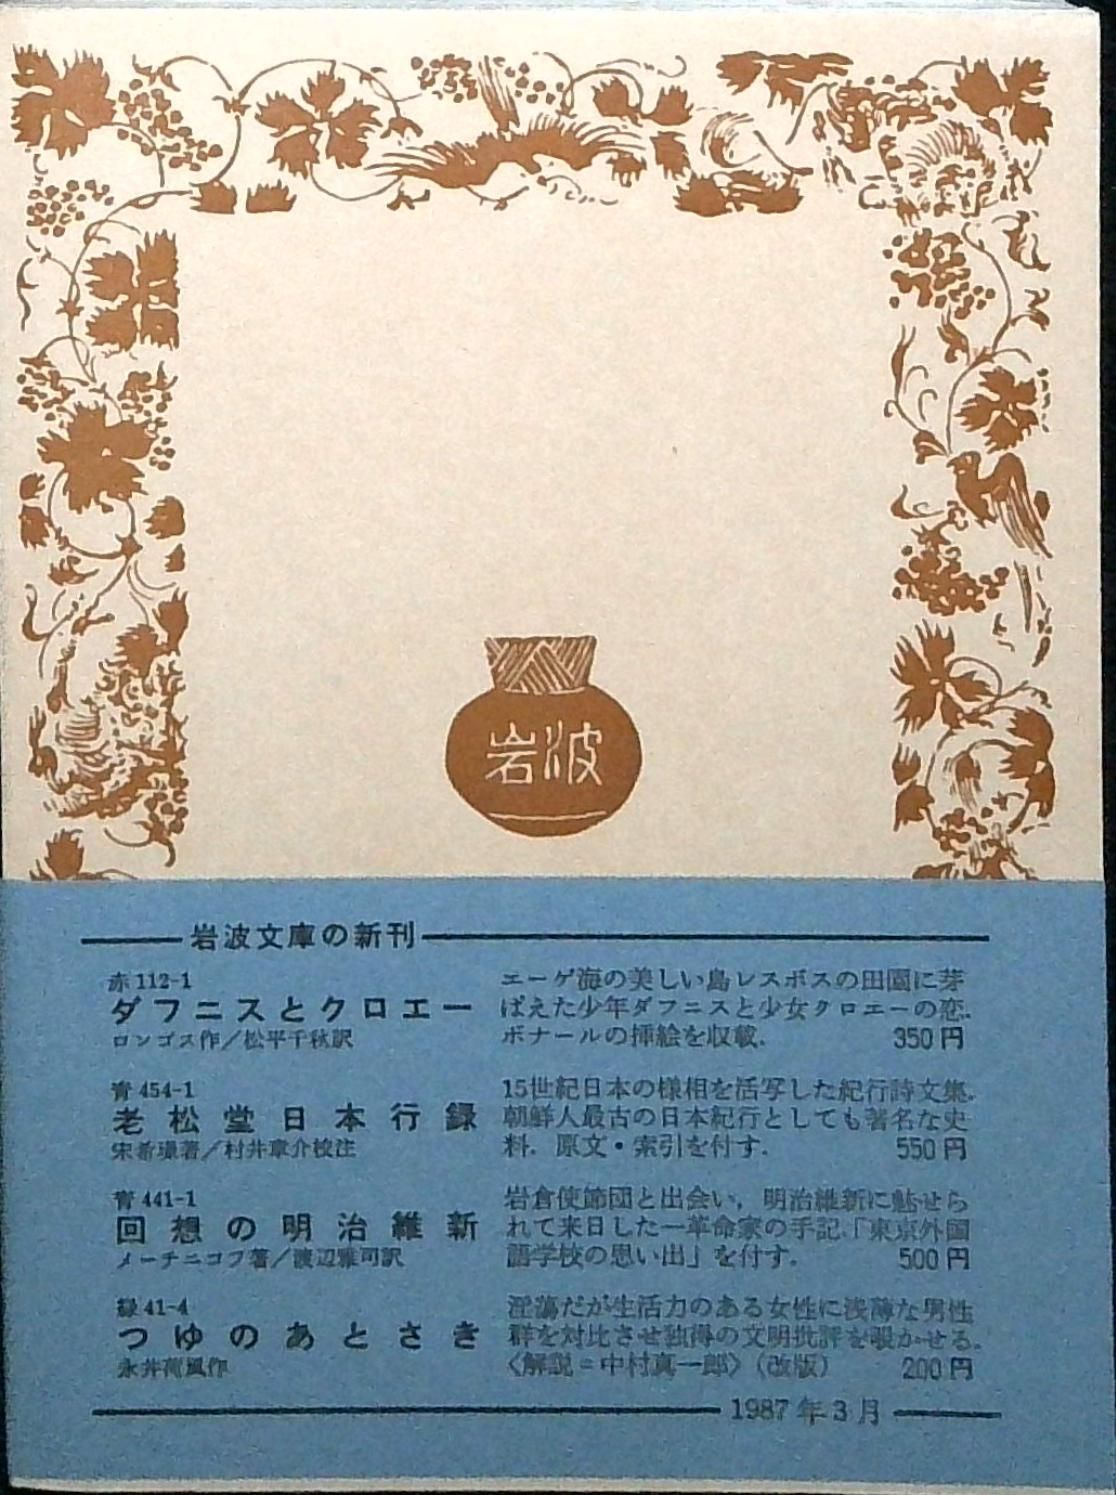 岩波
岩波文庫の新刊
赤112-1
ダフニスとクロエー
ロンゴス作／松平千秋訳
エーゲ海の美しい島レスボスの田園に芽
ばえた少年ダフニスと少女クロエーの恋.
ボナールの挿絵を収載. 350円
青454-1
老松堂日本行録
宋希璟著／村井章介校注
15世紀日本の様相を活写した紀行詩文集.
朝鮮人最古の日本紀行としても著名な史
料. 原文・索引を付す. 550円
青441-1
回想の明治維新
メーチニコフ著／渡辺雅司訳
岩倉使節団と出会い, 明治維新に魅せら
れて来日した一革命家の手記.「東京外国
語学校の思い出」を付す. 500円
緑41-4
つゆのあとさき
永井荷風作
淫蕩だが生活力のある女性に浅薄な男性
群を対比させ独得の文明批評を覗かせる.
〈解説＝中村真一郎〉（改版） 200円
1987年3月